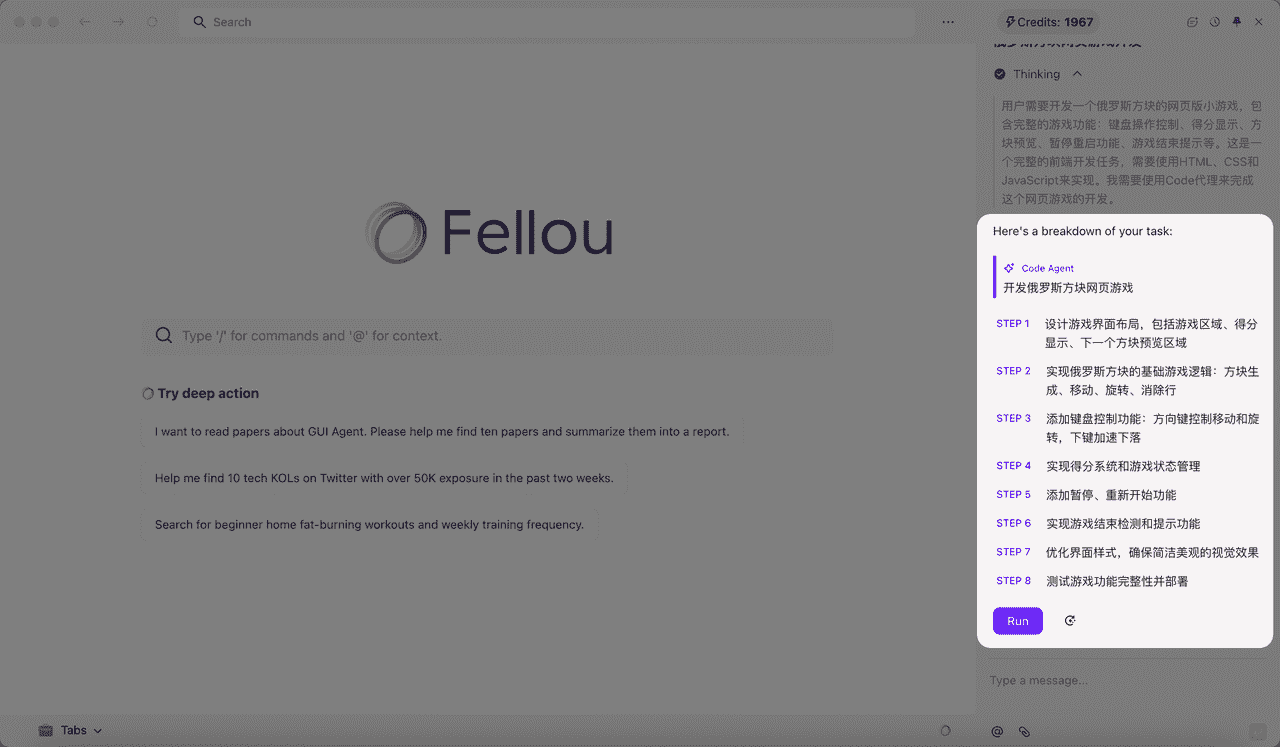 Search
Credits: 1967
俄罗斯方块网页游戏开发
Thinking
用户需要开发一个俄罗斯方块的网页版小游戏，包
含完整的游戏功能：键盘操作控制、得分显示、方
块预览、暂停重启功能、游戏结束提示等。这是一
个完整的前端开发任务，需要使用HTML、CSS和
JavaScript来实现。我需要使用Code代理来完成
这个网页游戏的开发。
Here's a breakdown of your task:
Code Agent
开发俄罗斯方块网页游戏
STEP 1 设计游戏界面布局，包括游戏区域、得分
显示、下一个方块预览区域
STEP 2 实现俄罗斯方块的基础游戏逻辑：方块生
成、移动、旋转、消除行
STEP 3 添加键盘控制功能：方向键控制移动和旋
转，下键加速下落
STEP 4 实现得分系统和游戏状态管理
STEP 5 添加暂停、重新开始功能
STEP 6 实现游戏结束检测和提示功能
STEP 7 优化界面样式，确保简洁美观的视觉效果
STEP 8 测试游戏功能完整性并部署
Run
Type a message...
Fellou
Type '/' for commands and '@' for context.
Try deep action
I want to read papers about GUI Agent. Please help me find ten papers and summarize them into a report.
Help me find 10 tech KOLs on Twitter with over 50K exposure in the past two weeks.
Search for beginner home fat-burning workouts and weekly training frequency.
Tabs